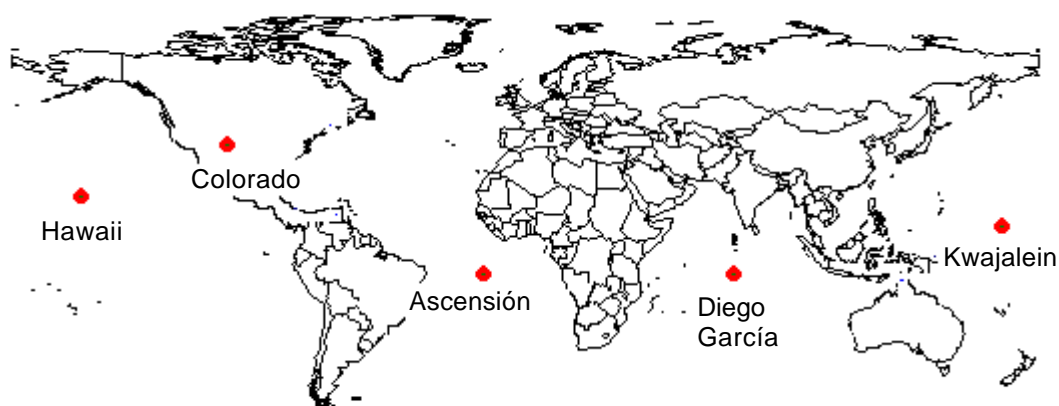 Colorado
Hawaii
Ascensión
Diego
García
Kwajalein